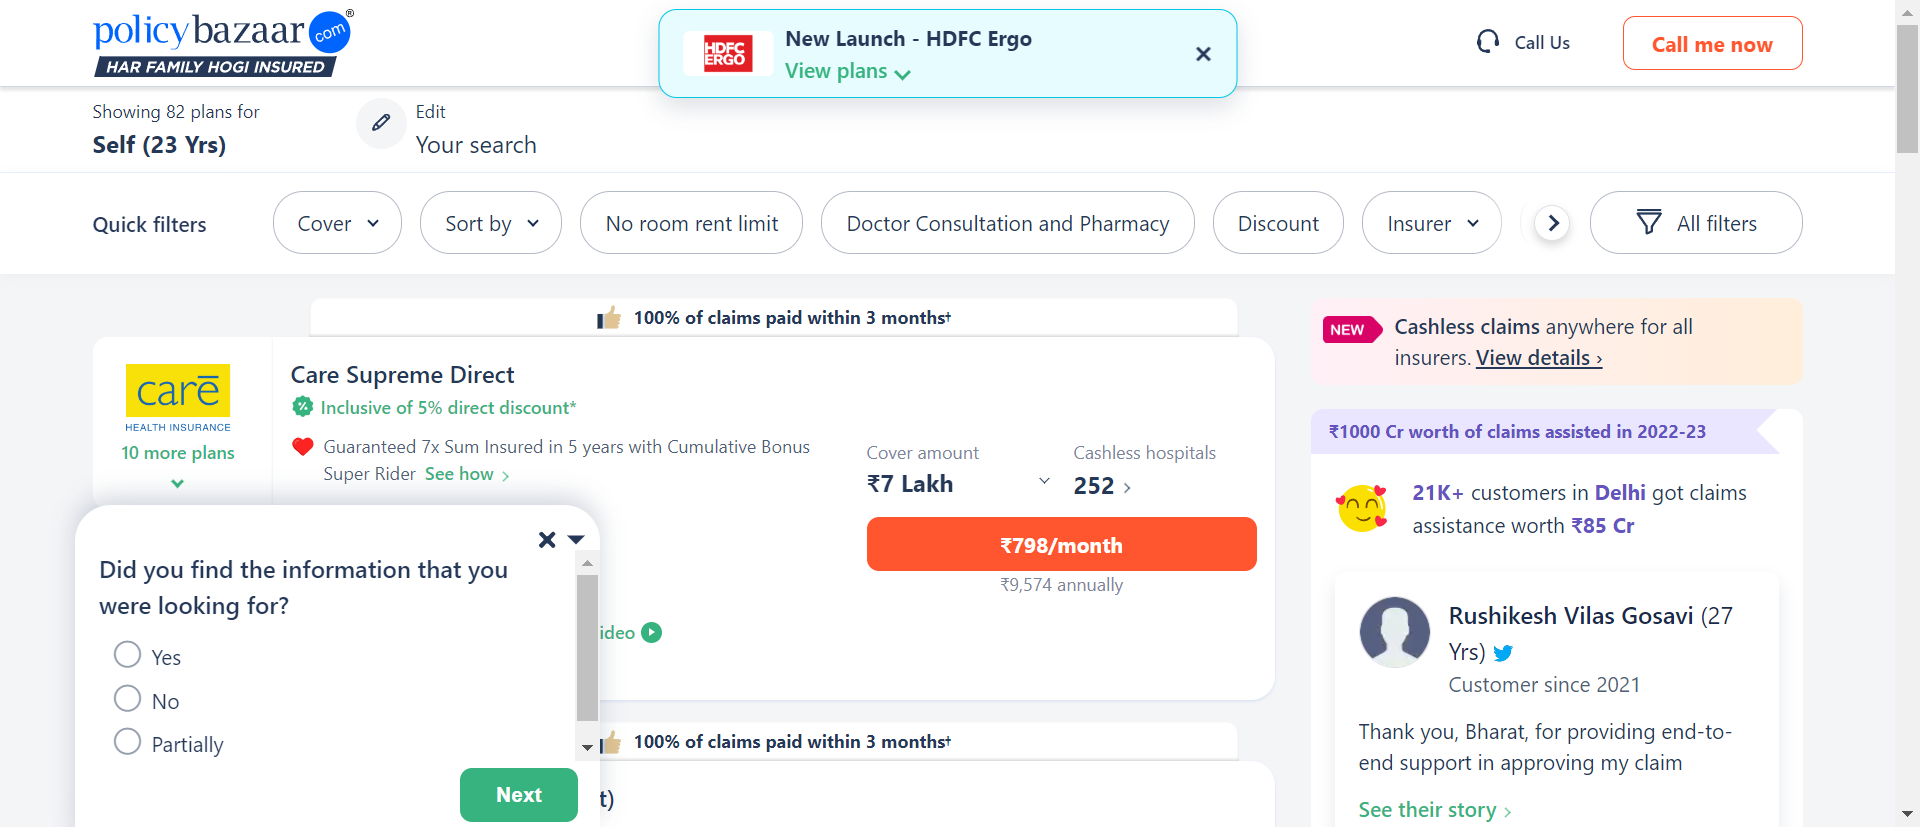 policybazaar.com®
HAR FAMILY HOGI INSURED
HDFC
ERGO
New Launch - HDFC Ergo
View plans
Call Us
Call me now
Showing 82 plans for
Self (23 Yrs)
Edit
Your search
Quick filters
Cover
Sort by
No room rent limit
Doctor Consultation and Pharmacy
Discount
Insurer
All filters
100% of claims paid within 3 months†
care
HEALTH INSURANCE
10 more plans
Care Supreme Direct
Inclusive of 5% direct discount*
Guaranteed 7x Sum Insured in 5 years with Cumulative Bonus
Super Rider See how ›
Cover amount
₹7 Lakh
Cashless hospitals
252 ›
₹798/month
₹9,574 annually
ideo
100% of claims paid within 3 months†
t)
Did you find the information that you
were looking for?
Yes
No
Partially
Next
NEW
Cashless claims anywhere for all
insurers. View details ›
₹1000 Cr worth of claims assisted in 2022-23
21K+ customers in Delhi got claims
assistance worth ₹85 Cr
Rushikesh Vilas Gosavi (27
Yrs)
Customer since 2021
Thank you, Bharat, for providing end-to-
end support in approving my claim
See their story ›